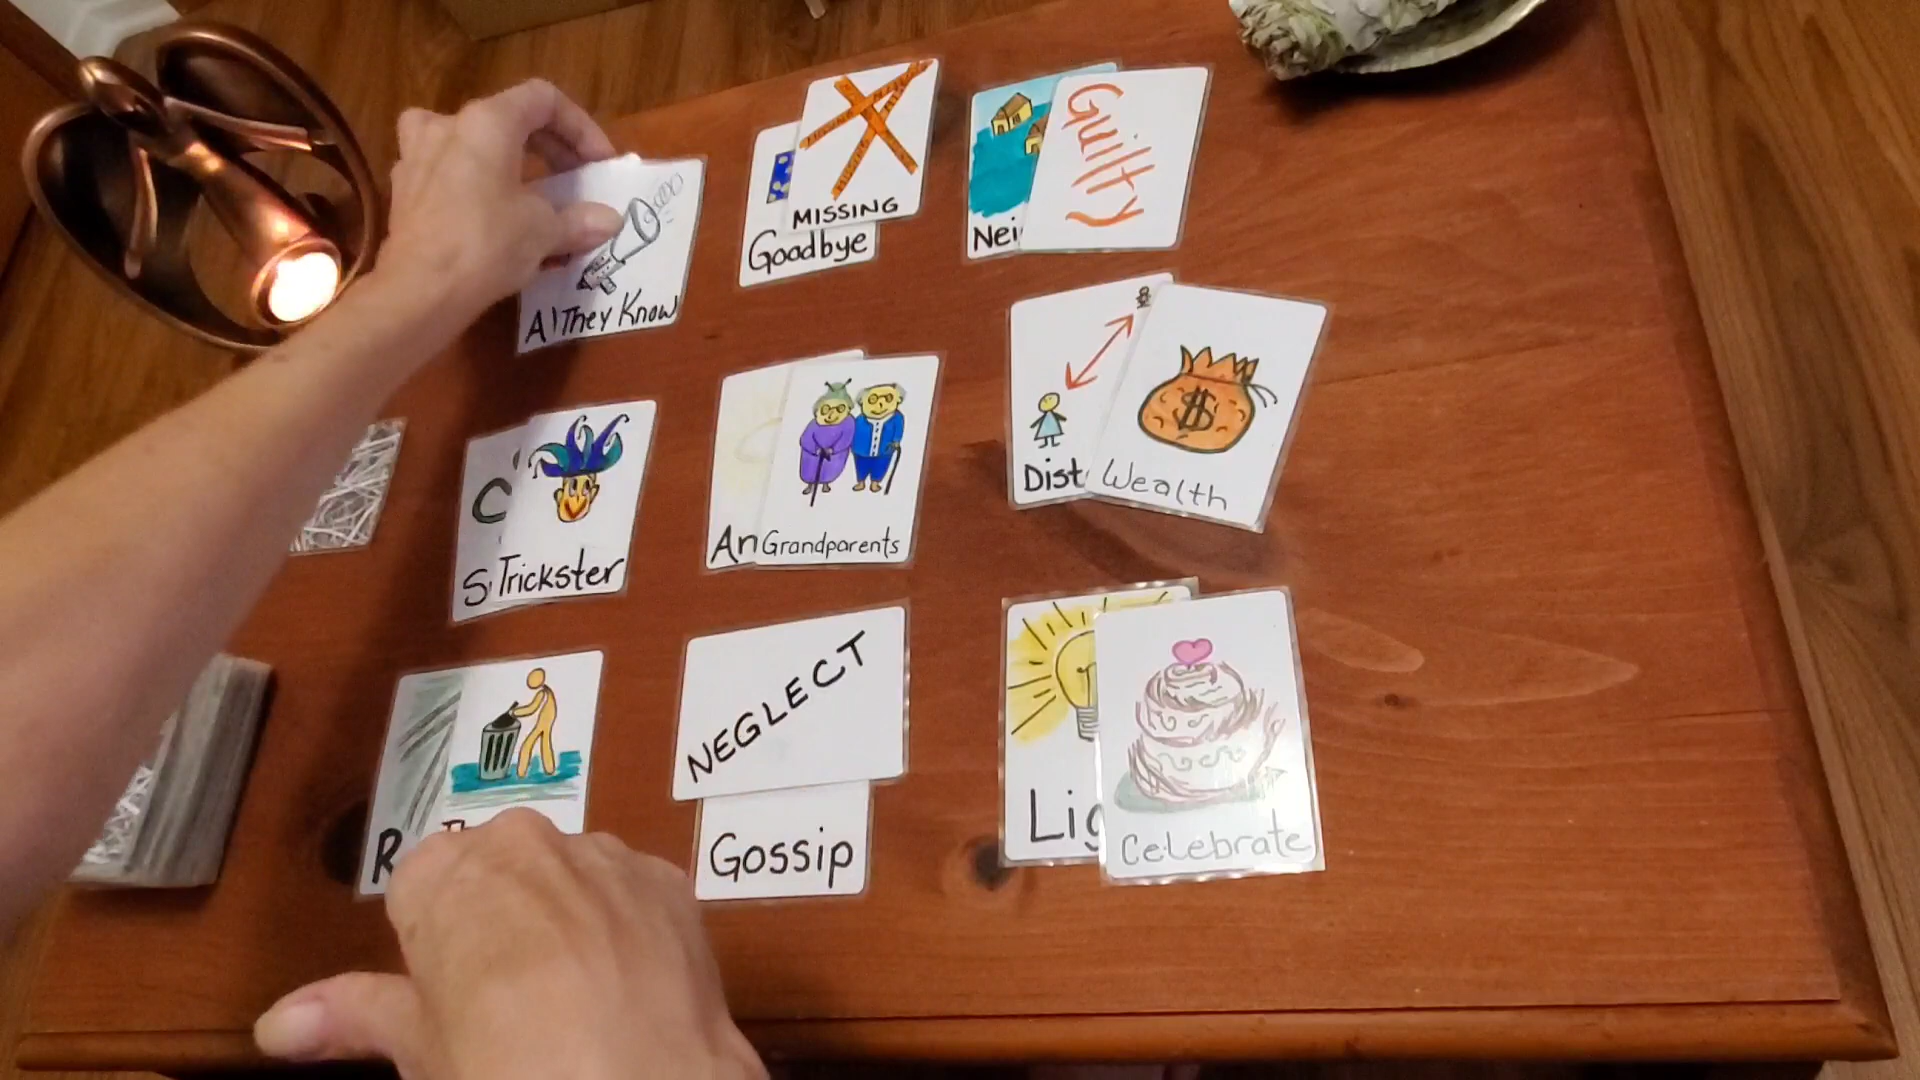 MISSING
Goodbye
Guilty
Nei
Al They Know
Dist
Wealth
S Trickster
An Grandparents
NEGLECT
Gossip
R
Lig
Celebrate